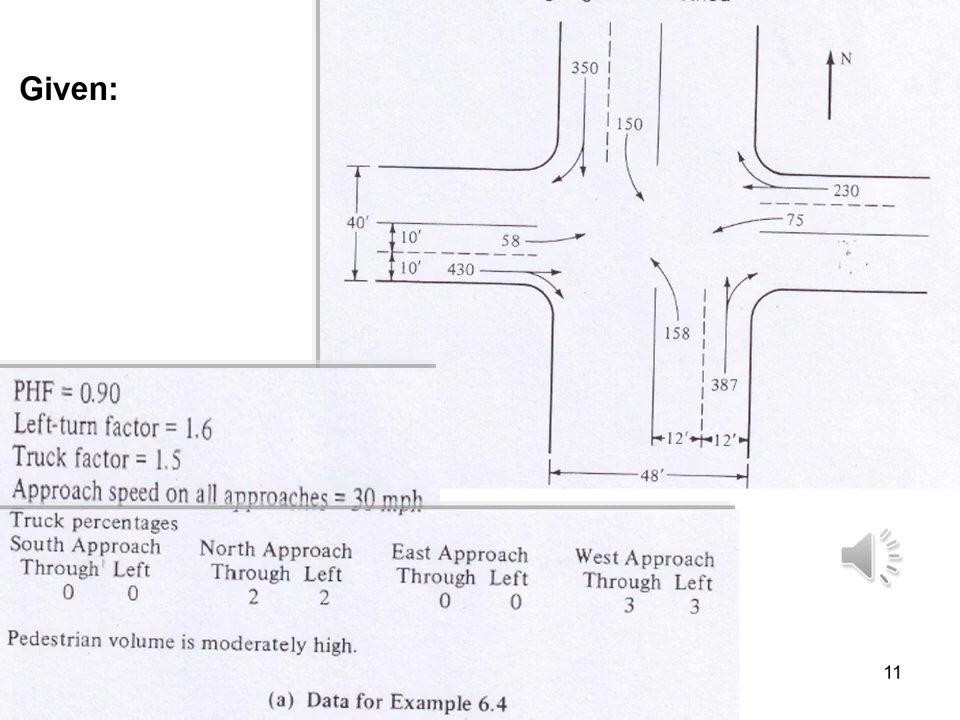 Given:
N
350
150
230
75
40'
10'
58
10'
430
158
387
12'
12'
48'
PHF = 0.90
Left-turn factor = 1.6
Truck factor = 1.5
Approach speed on all approaches = 30 mph
Truck percentages
South Approach North Approach East Approach West Approach
Through Left Through Left Through Left Through Left
0 0 2 2 0 0 3 3
Pedestrian volume is moderately high.
11
(a) Data for Example 6.4